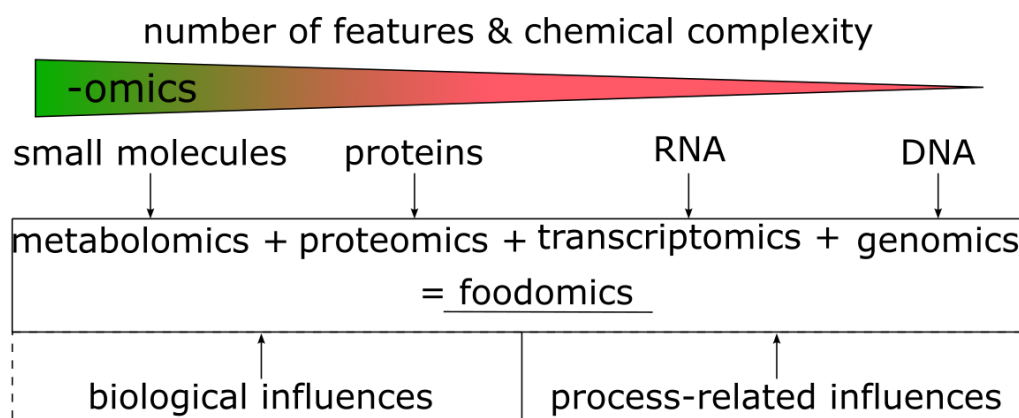 number of features & chemical complexity
-omics
small molecules proteins RNA DNA
metabolomics + proteomics + transcriptomics + genomics
= foodomics
biological influences process-related influences